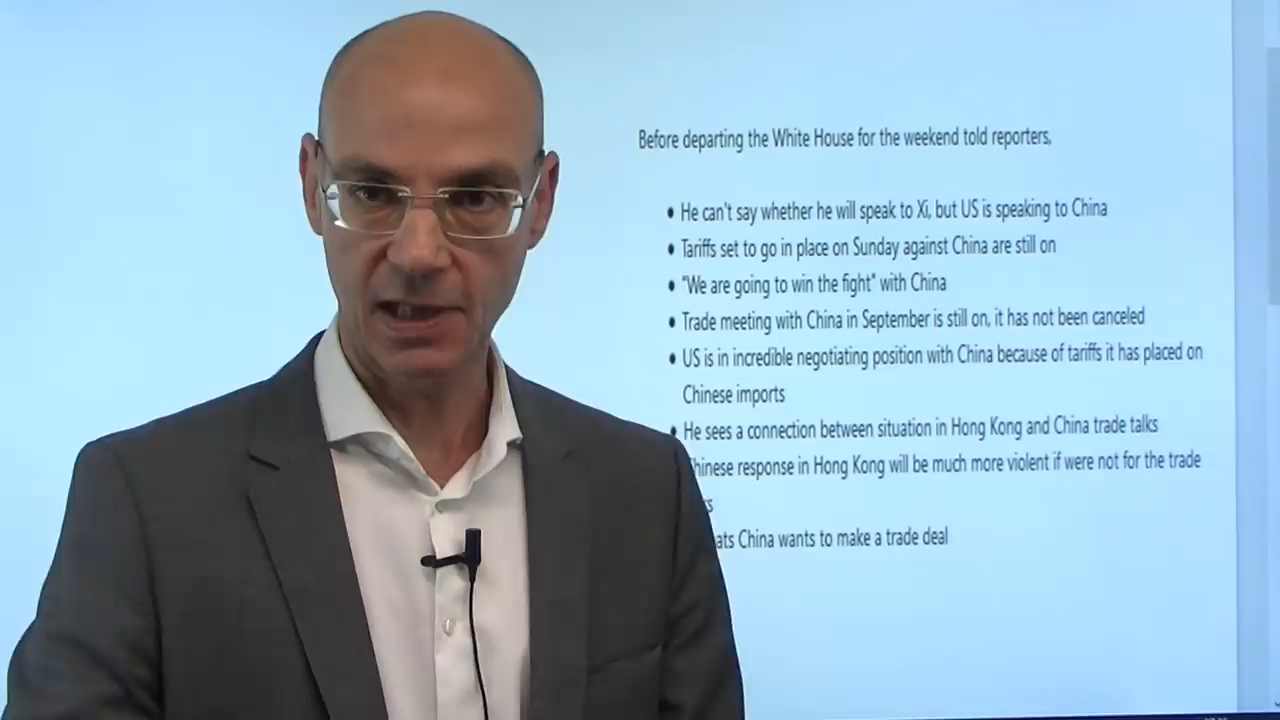 Before departing the White House for the weekend told reporters,
• He can't say whether he will speak to Xi, but US is speaking to China
• Tariffs set to go in place on Sunday against China are still on
• "We are going to win the fight" with China
• Trade meeting with China in September is still on, it has not been canceled
• US is in incredible negotiating position with China because of tariffs it has placed on
Chinese imports
• He sees a connection between situation in Hong Kong and China trade talks
response in Hong Kong will be much more violent if were not for the trade
China wants to make a trade deal